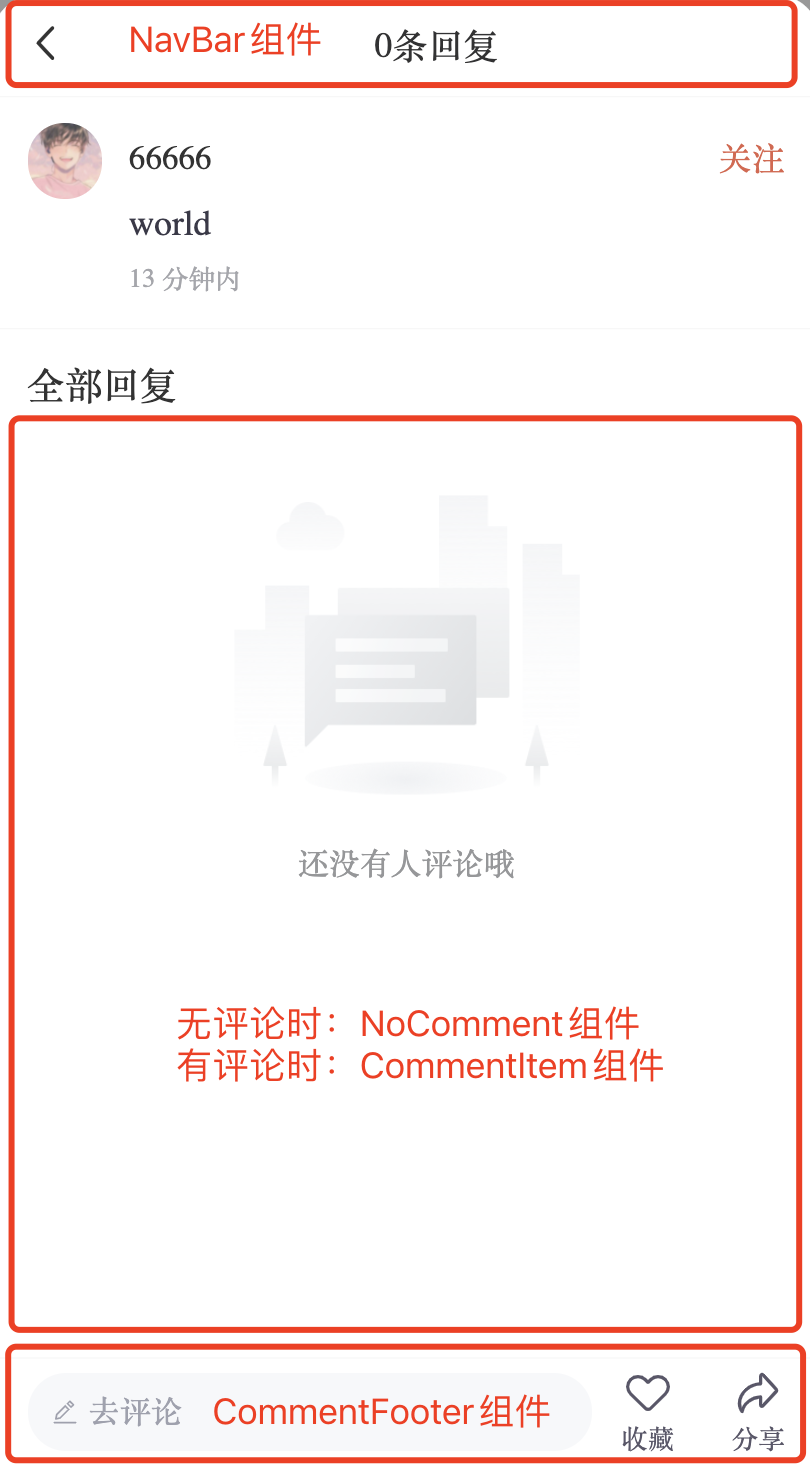 NavBar组件 0条回复
66666 关注
world
13 分钟内
全部回复
还没有人评论哦
无评论时：NoComment组件
有评论时：CommentItem组件
去评论 CommentFooter组件
收藏 分享